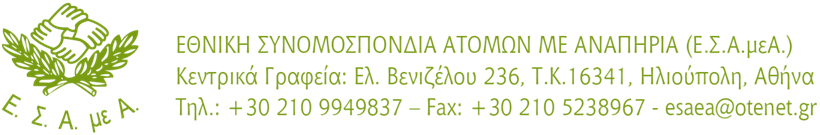 ΕΘΝΙΚΗ ΣΥΝΟΜΟΣΠΟΝΔΙΑ ΑΤΟΜΩΝ ΜΕ ΑΝΑΠΗΡΙΑ (Ε.Σ.Α.μεΑ.)
Κεντρικά Γραφεία: Ελ. Βενιζέλου 236, Τ.Κ.16341, Ηλιούπολη, Αθήνα
Τηλ.: +30 210 9949837 – Fax: +30 210 5238967 - esaea@otenet.gr
Ε. Σ. Α. με Α.